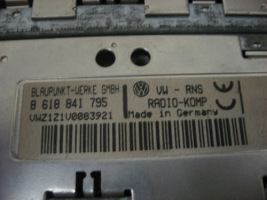 BLAUPUNKT-WERKE GMBH
8 618 841 795
VWZ1Z1V0083921
VW - RNS
RADIO-KOMP.
Made in Germany